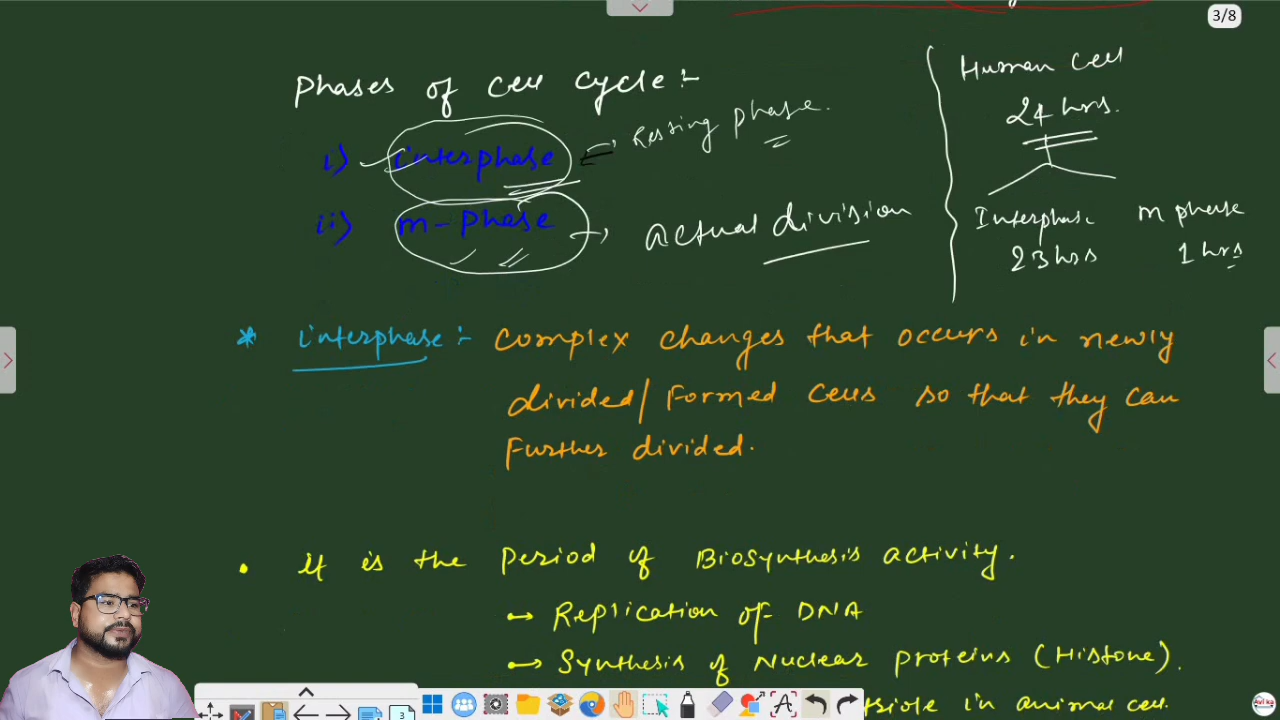 3/8
Phases of cell cycle:-
i) interphase → Resting phase.
ii) m-phase → actual division
Human cell
24 hrs.
Interphase m phase
23 hrs 1 hrs
* interphase :- complex changes that occurs in newly
divided/Formed cells so that they can
Further divided.
• it is the period of Biosynthesis activity.
→ Replication of DNA
→ Synthesis of Nuclear proteins (Histone).
in animal cell.
3
Avika